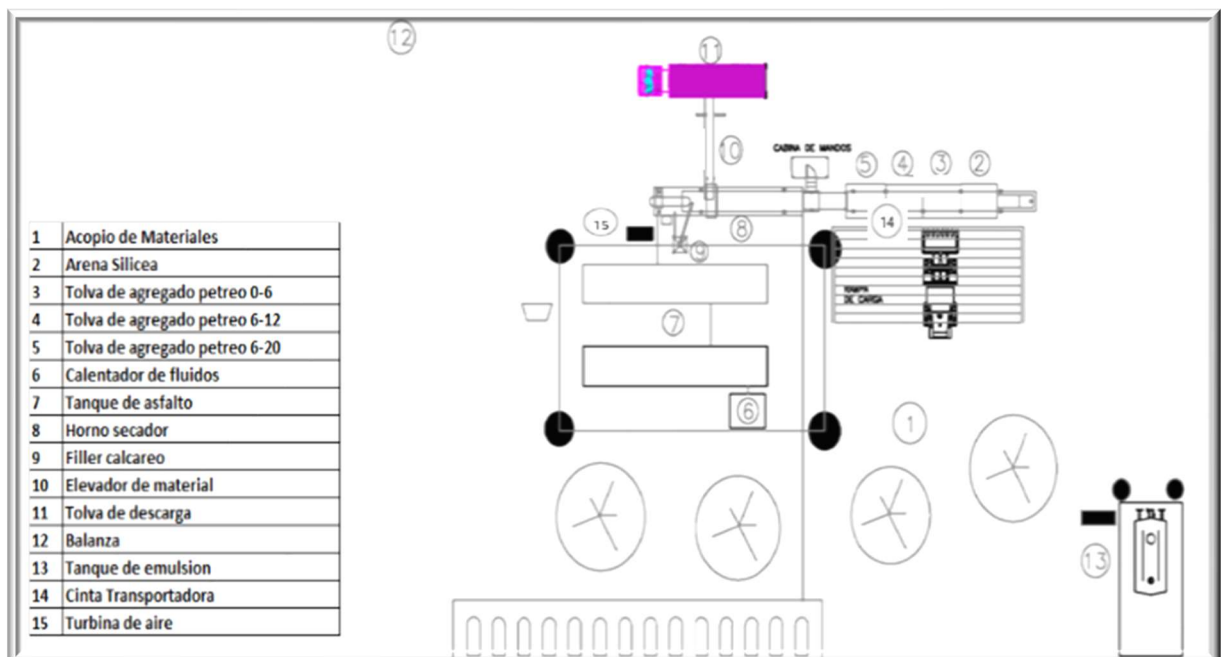 12
11
10
CABINA DE MANDOS
5
4
3
2
15
8
14
9
DE CARGA
7
6
1
13
1 Acopio de Materiales
2 Arena Silicea
3 Tolva de agregado petreo 0-6
4 Tolva de agregado petreo 6-12
5 Tolva de agregado petreo 6-20
6 Calentador de fluidos
7 Tanque de asfalto
8 Horno secador
9 Filler calcareo
10 Elevador de material
11 Tolva de descarga
12 Balanza
13 Tanque de emulsion
14 Cinta Transportadora
15 Turbina de aire